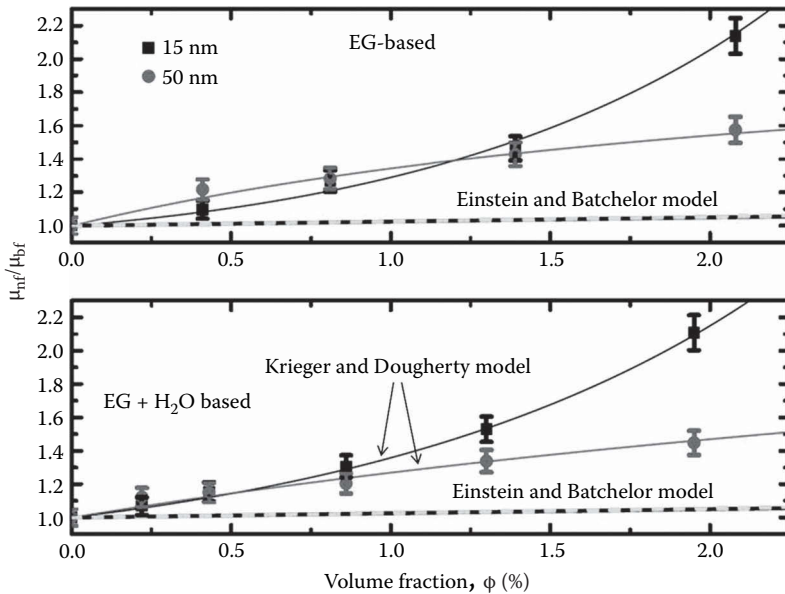 2.2
2.0
1.8
1.6
1.4
1.2
1.0
EG-based
15 nm
50 nm
Einstein and Batchelor model
0.0
0.5
1.0
1.5
2.0
μnf/μbf
2.2
2.0
1.8
1.6
1.4
1.2
1.0
Krieger and Dougherty model
EG + H₂O based
Einstein and Batchelor model
0.0
0.5
1.0
1.5
2.0
Volume fraction, ϕ (%)